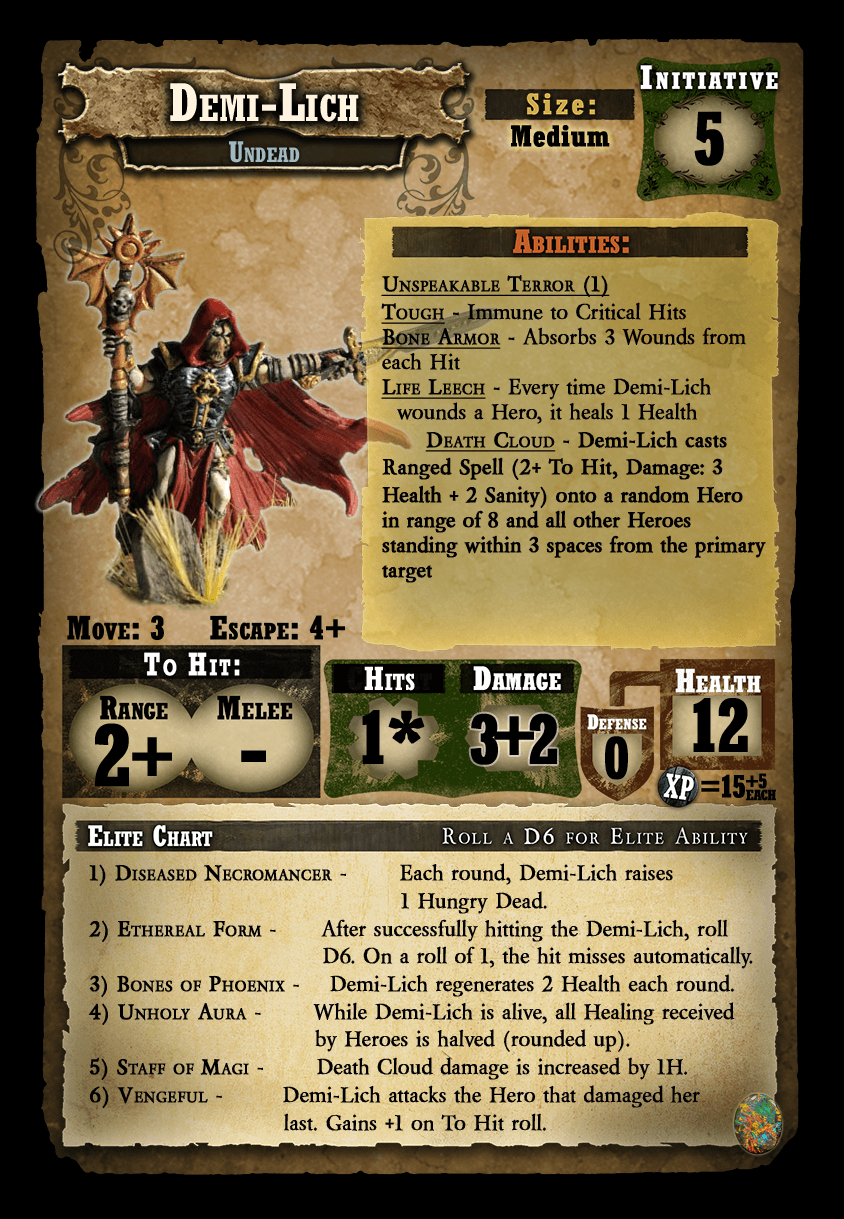 Demi-Lich
Undead
Size:
Medium
Initiative
5
Abilities:
Unspeakable Terror (1)
Tough - Immune to Critical Hits
Bone Armor - Absorbs 3 Wounds from
each Hit
Life Leech - Every time Demi-Lich
wounds a Hero, it heals 1 Health
Death Cloud - Demi-Lich casts
Ranged Spell (2+ To Hit, Damage: 3
Health + 2 Sanity) onto a random Hero
in range of 8 and all other Heroes
standing within 3 spaces from the primary
target
Move: 3 Escape: 4+
To Hit:
Range Melee
2+ -
Hits Damage
1* 3+2
Defense
0
Health
12
XP =15 +5 EACH
Elite Chart Roll a D6 for Elite Ability
1) Diseased Necromancer - Each round, Demi-Lich raises
1 Hungry Dead.
2) Ethereal Form - After successfully hitting the Demi-Lich, roll
D6. On a roll of 1, the hit misses automatically.
3) Bones of Phoenix - Demi-Lich regenerates 2 Health each round.
4) Unholy Aura - While Demi-Lich is alive, all Healing received
by Heroes is halved (rounded up).
5) Staff of Magi - Death Cloud damage is increased by 1H.
6) Vengeful - Demi-Lich attacks the Hero that damaged her
last. Gains +1 on To Hit roll.